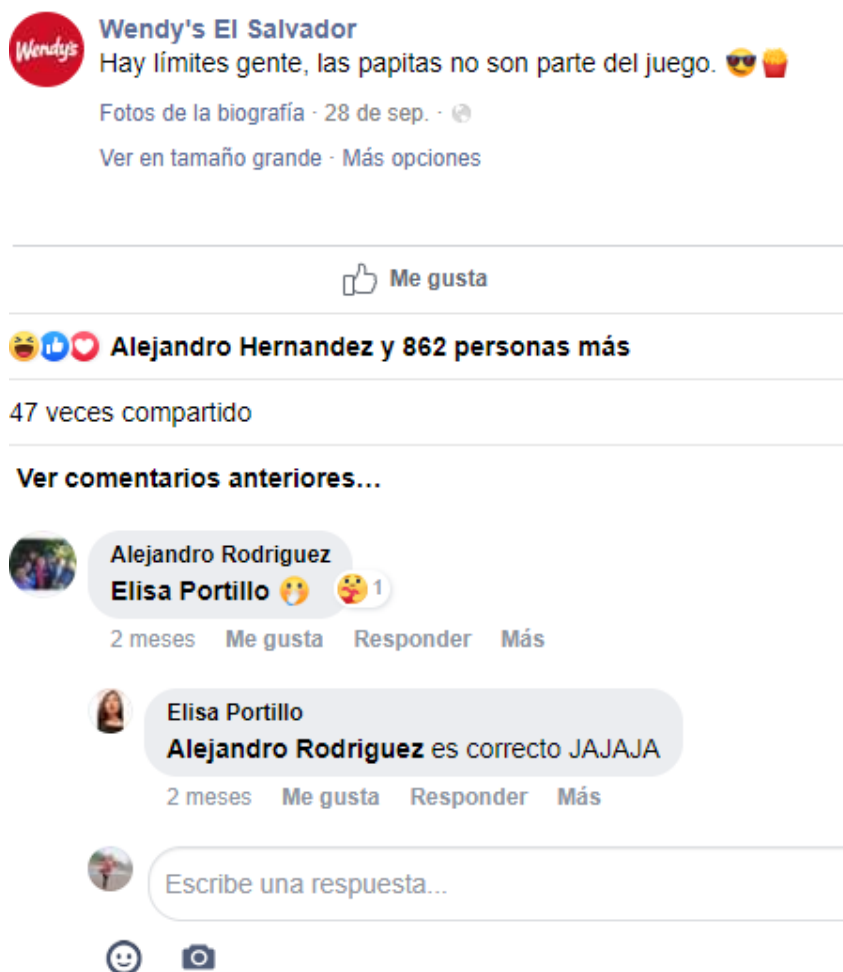 Wendy's
Wendy's El Salvador
Hay límites gente, las papitas no son parte del juego. 😎🍟
Fotos de la biografía · 28 de sep. ·
Ver en tamaño grande · Más opciones
Me gusta
Alejandro Hernandez y 862 personas más
47 veces compartido
Ver comentarios anteriores...
Alejandro Rodriguez
Elisa Portillo 🤭 1
2 meses Me gusta Responder Más
Elisa Portillo
Alejandro Rodriguez es correcto JAJAJA
2 meses Me gusta Responder Más
Escribe una respuesta...